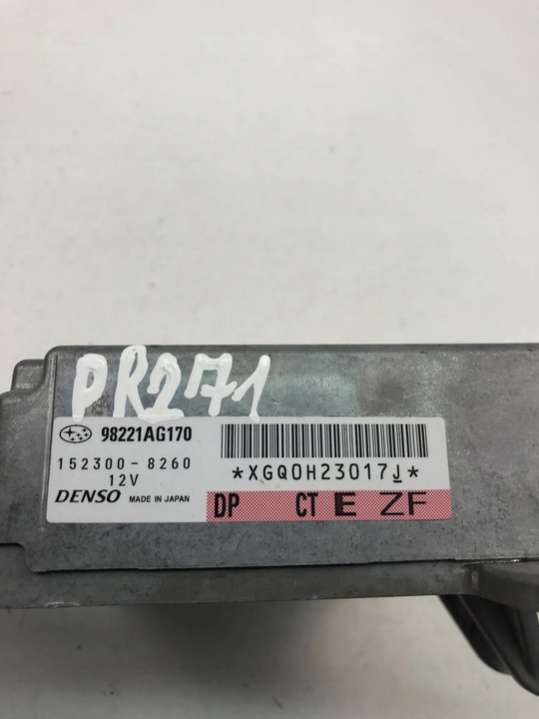 PR271
98221AG170
152300-8260
12V
DENSO MADE IN JAPAN
*XGQ0H23017J*
DP CT E ZF